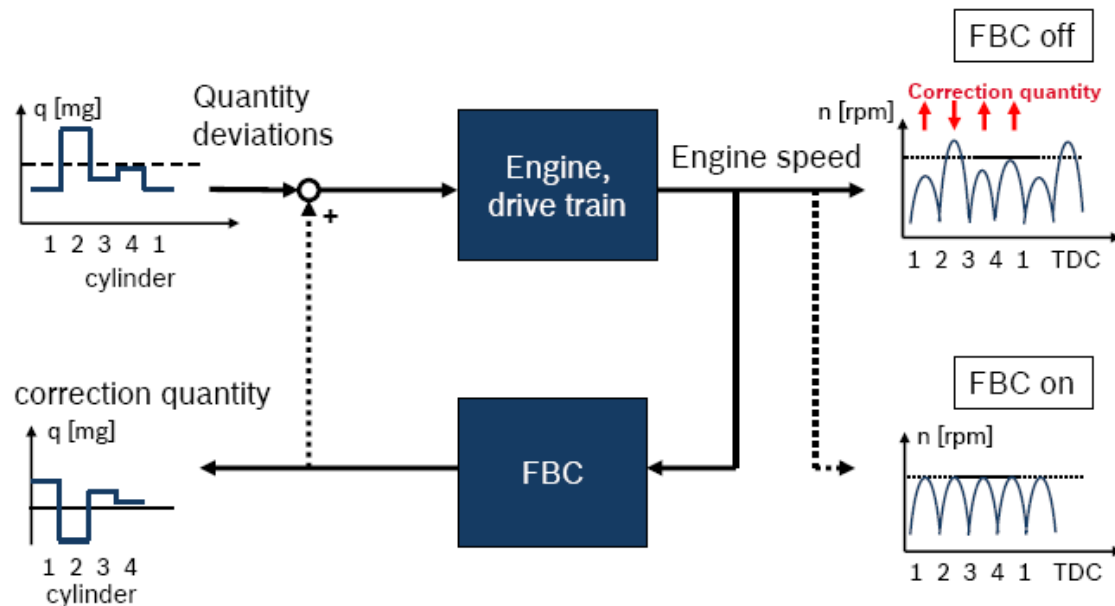 FBC off
q [mg]
Quantity
deviations
Correction quantity
n [rpm]
Engine,
drive train
Engine speed
+
1 2 3 4 1
cylinder
1 2 3 4 1 TDC
correction quantity
q [mg]
FBC
FBC on
n [rpm]
1 2 3 4
cylinder
1 2 3 4 1 TDC